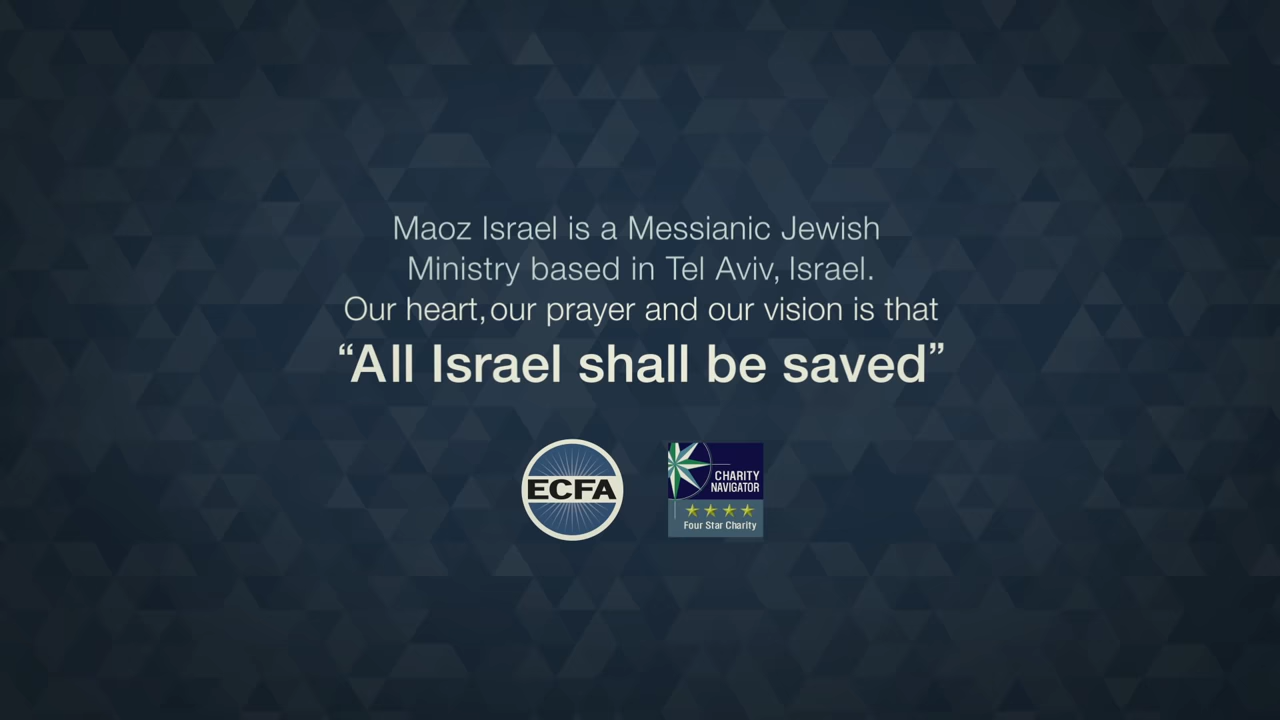 Maoz Israel is a Messianic Jewish
Ministry based in Tel Aviv, Israel.
Our heart, our prayer and our vision is that
“All Israel shall be saved”
ECFA
CHARITY
NAVIGATOR
Four Star Charity